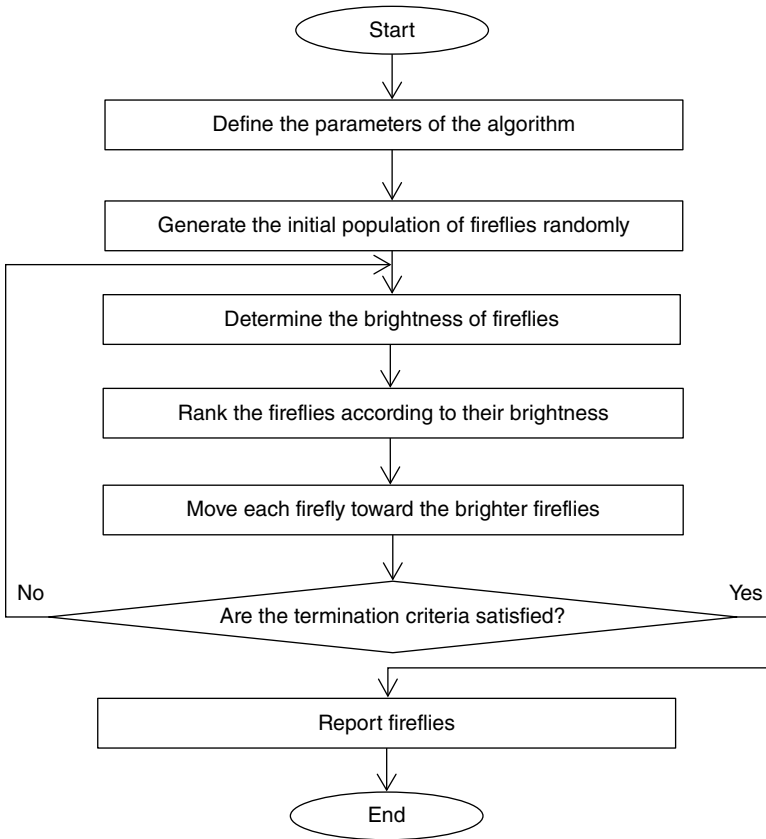 Start
Define the parameters of the algorithm
Generate the initial population of fireflies randomly
Determine the brightness of fireflies
Rank the fireflies according to their brightness
Move each firefly toward the brighter fireflies
No
Yes
Are the termination criteria satisfied?
Report fireflies
End